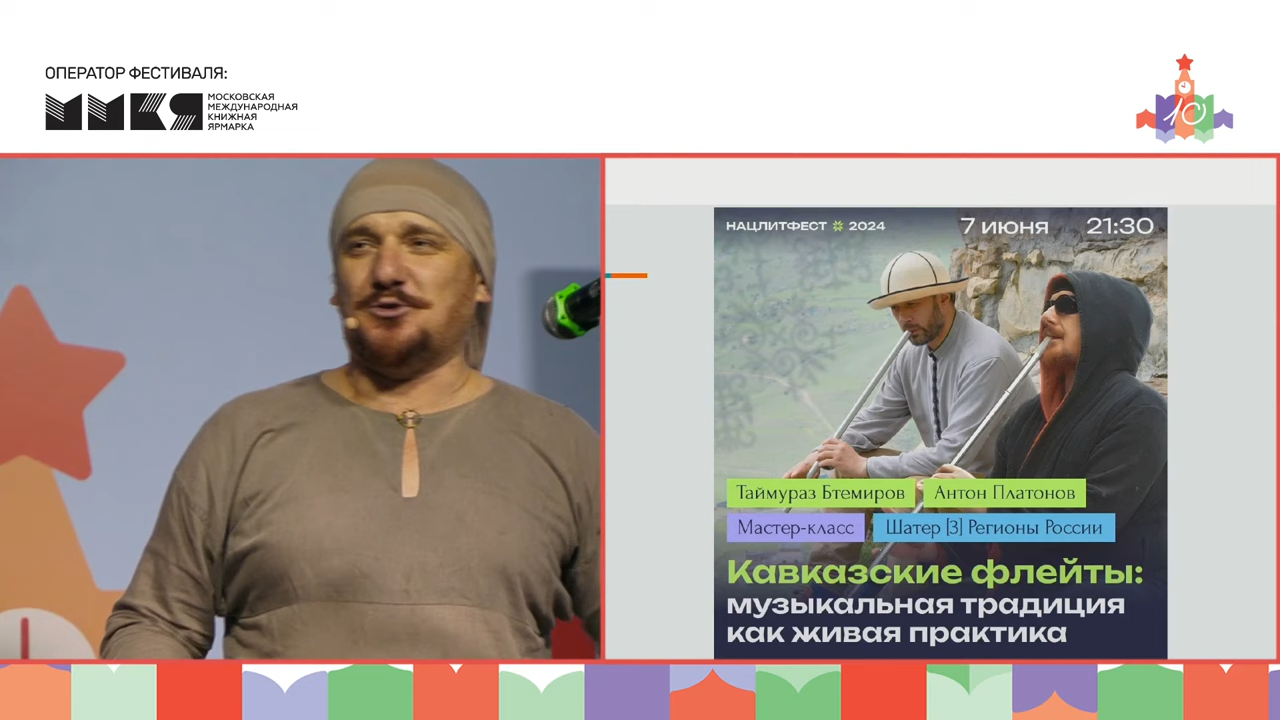 ОПЕРАТОР ФЕСТИВАЛЯ:
ММКЯ
МОСКОВСКАЯ
МЕЖДУНАРОДНАЯ
КНИЖНАЯ
ЯРМАРКА
10
НАЦЛИТФЕСТ 2024
7 июня 21:30
Таймураз Бтемиров Антон Платонов
Мастер-класс Шатер [3] Регионы России
Кавказские флейты:
музыкальная традиция
как живая практика